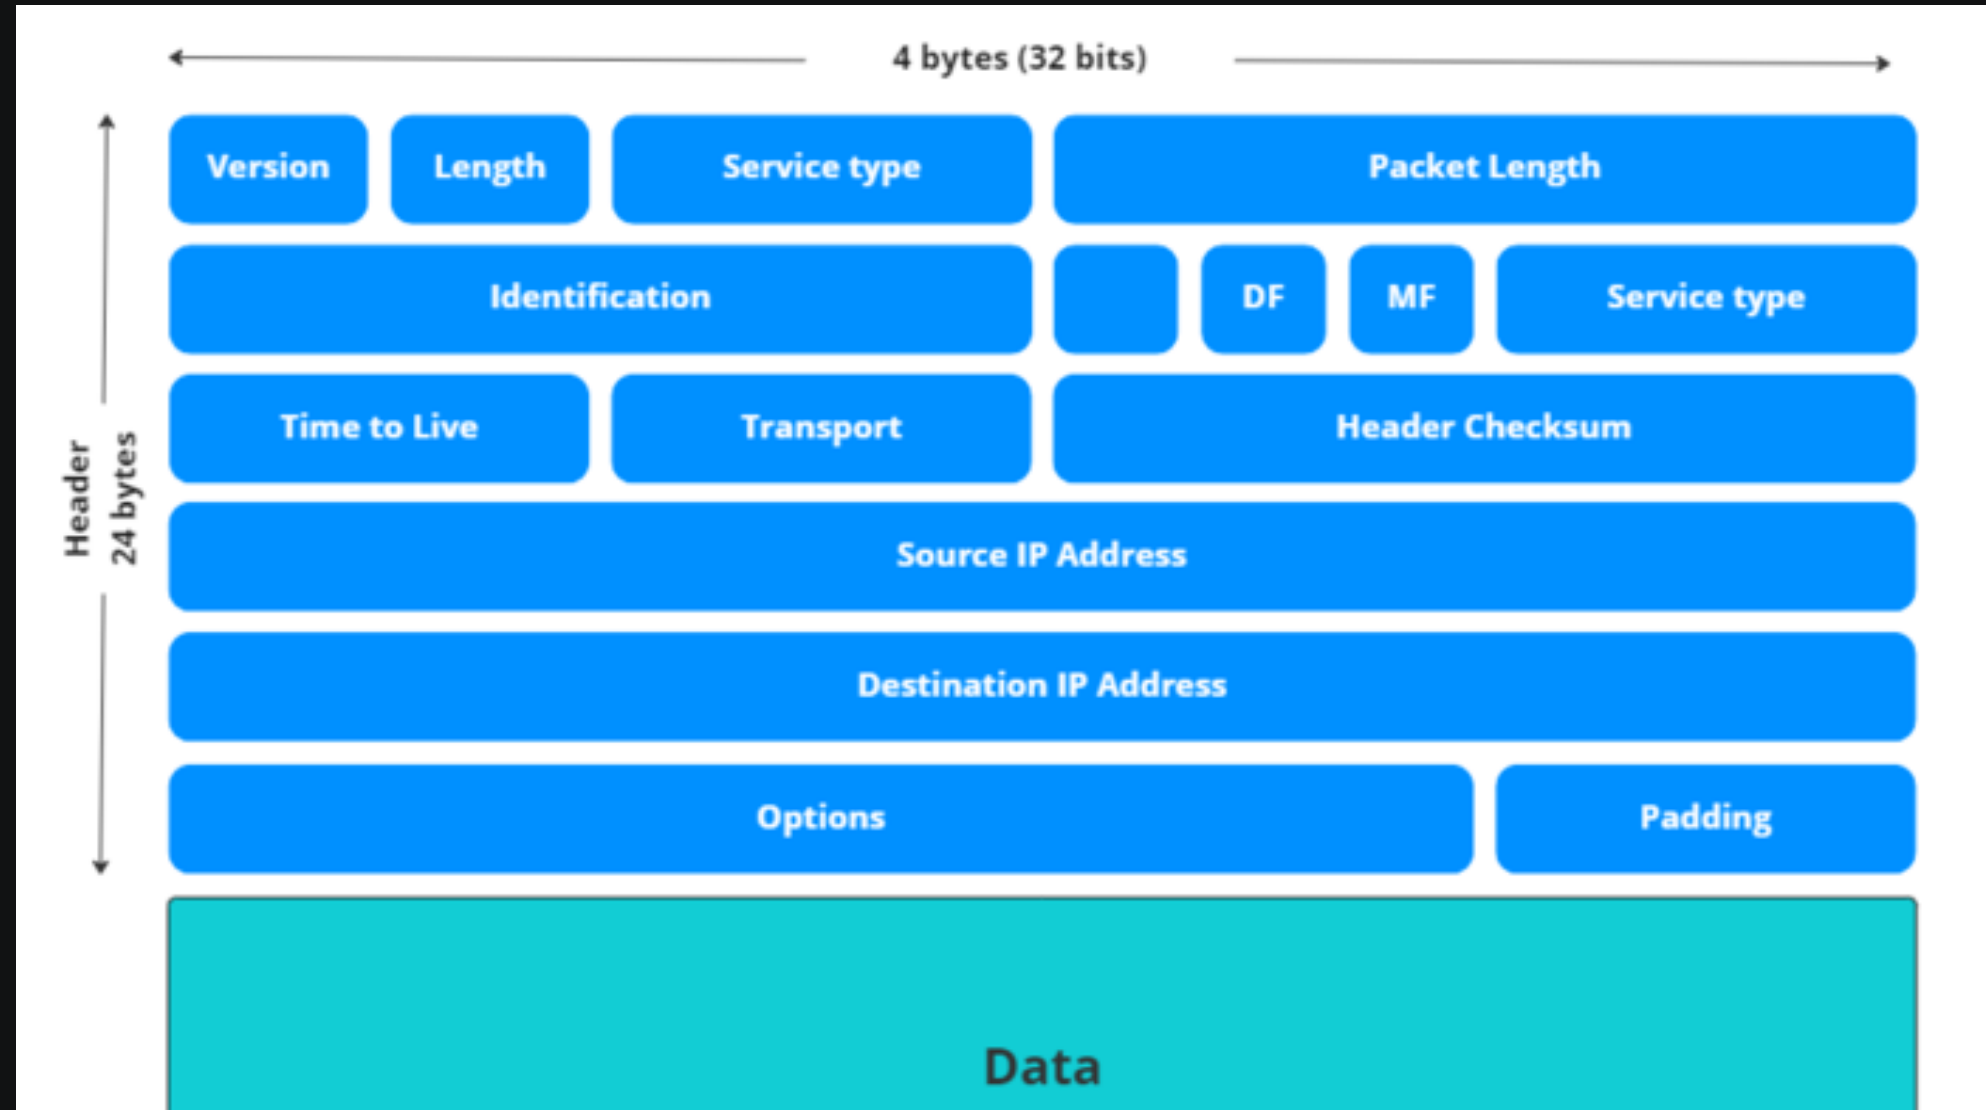 4 bytes (32 bits)
Version Length Service type Packet Length
Identification DF MF Service type
Time to Live Transport Header Checksum
Header
24 bytes
Source IP Address
Destination IP Address
Options Padding
Data